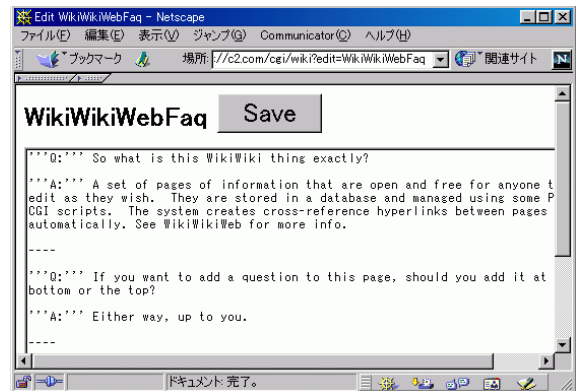 Edit WikiWikiWebFaq - Netscape
ファイル(F) 編集(E) 表示(V) ジャンプ(G) Communicator(C) ヘルプ(H)
ブックマーク 場所: //c2.com/cgi/wiki?edit=WikiWikiWebFaq 関連サイト N
WikiWikiWebFaq Save
'''Q:''' So what is this WikiWiki thing exactly?
'''A:''' A set of pages of information that are open and free for anyone t
edit as they wish.  They are stored in a database and managed using some P
CGI scripts.  The system creates cross-reference hyperlinks between pages
automatically. See WikiWikiWeb for more info.
----
'''Q:''' If you want to add a question to this page, should you add it at
bottom or the top?
'''A:''' Either way, up to you.
----
ドキュメント: 完了。